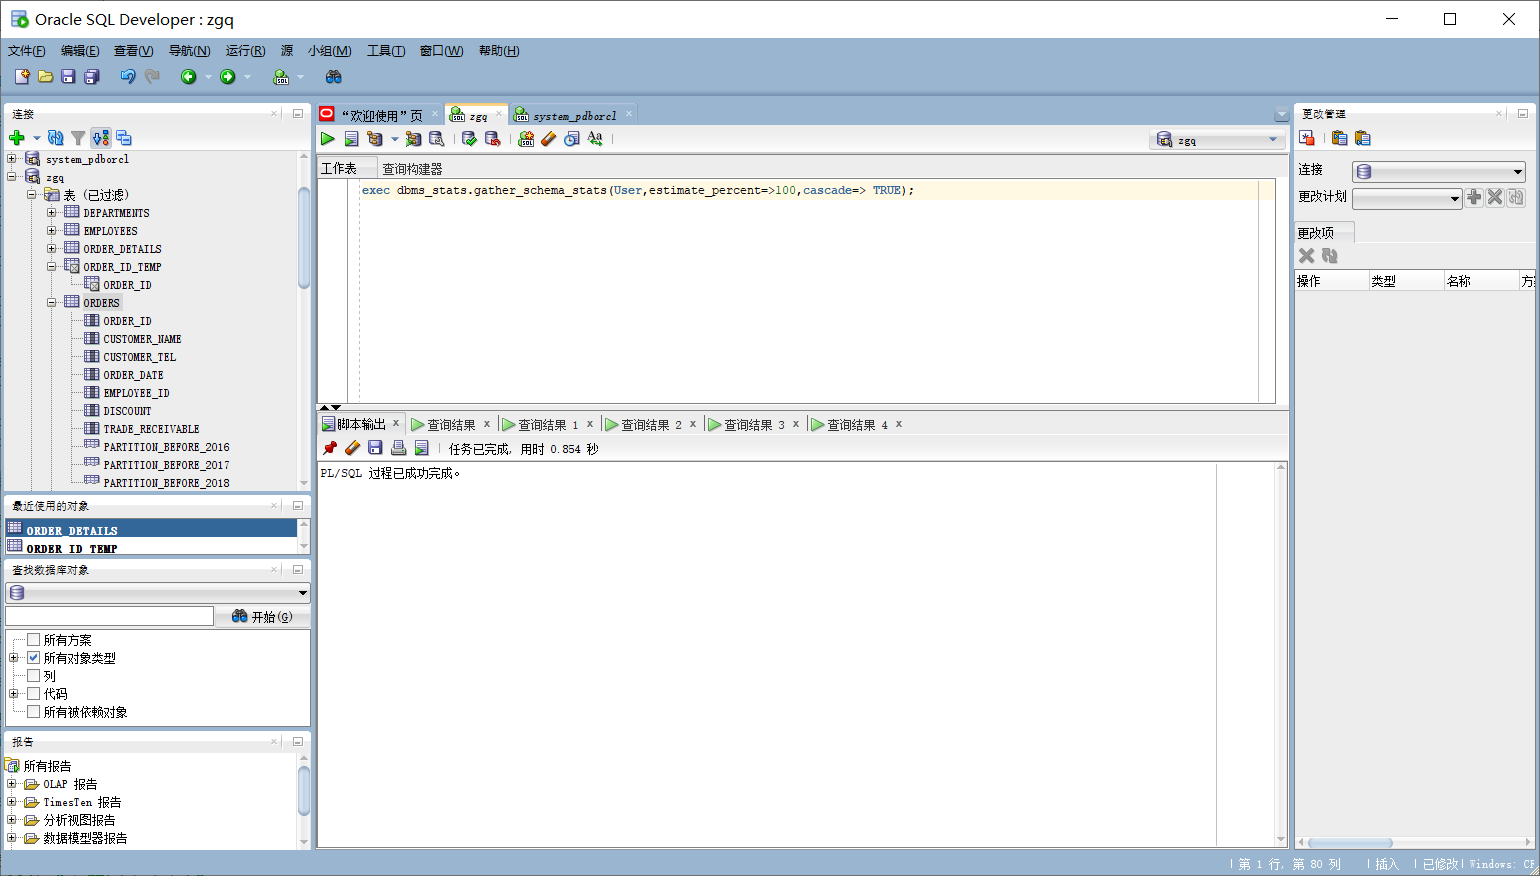 Oracle SQL Developer : zgq
文件(F) 编辑(E) 查看(V) 导航(N) 运行(R) 源 小组(M) 工具(T) 窗口(W) 帮助(H)
连接
system_pdborcl
zgq
表 (已过滤)
DEPARTMENTS
EMPLOYEES
ORDER_DETAILS
ORDER_ID_TEMP
ORDER_ID
ORDERS
ORDER_ID
CUSTOMER_NAME
CUSTOMER_TEL
ORDER_DATE
EMPLOYEE_ID
DISCOUNT
TRADE_RECEIVABLE
PARTITION_BEFORE_2016
PARTITION_BEFORE_2017
PARTITION_BEFORE_2018
最近使用的对象
ORDER_DETAILS
ORDER_ID_TEMP
查找数据库对象
开始(G)
所有方案
所有对象类型
列
代码
所有被依赖对象
报告
所有报告
OLAP 报告
TimesTen 报告
分析视图报告
数据模型器报告
“欢迎使用”页 zgq system_pdborcl
zgq
工作表 查询构建器
exec dbms_stats.gather_schema_stats(User,estimate_percent=>100,cascade=> TRUE);
脚本输出 查询结果 查询结果 1 查询结果 2 查询结果 3 查询结果 4
任务已完成, 用时 0.854 秒
PL/SQL 过程已成功完成。
更改管理
连接
更改计划
更改项
操作 类型 名称 方案
第 1 行, 第 80 列 插入 已修改 Windows: CF